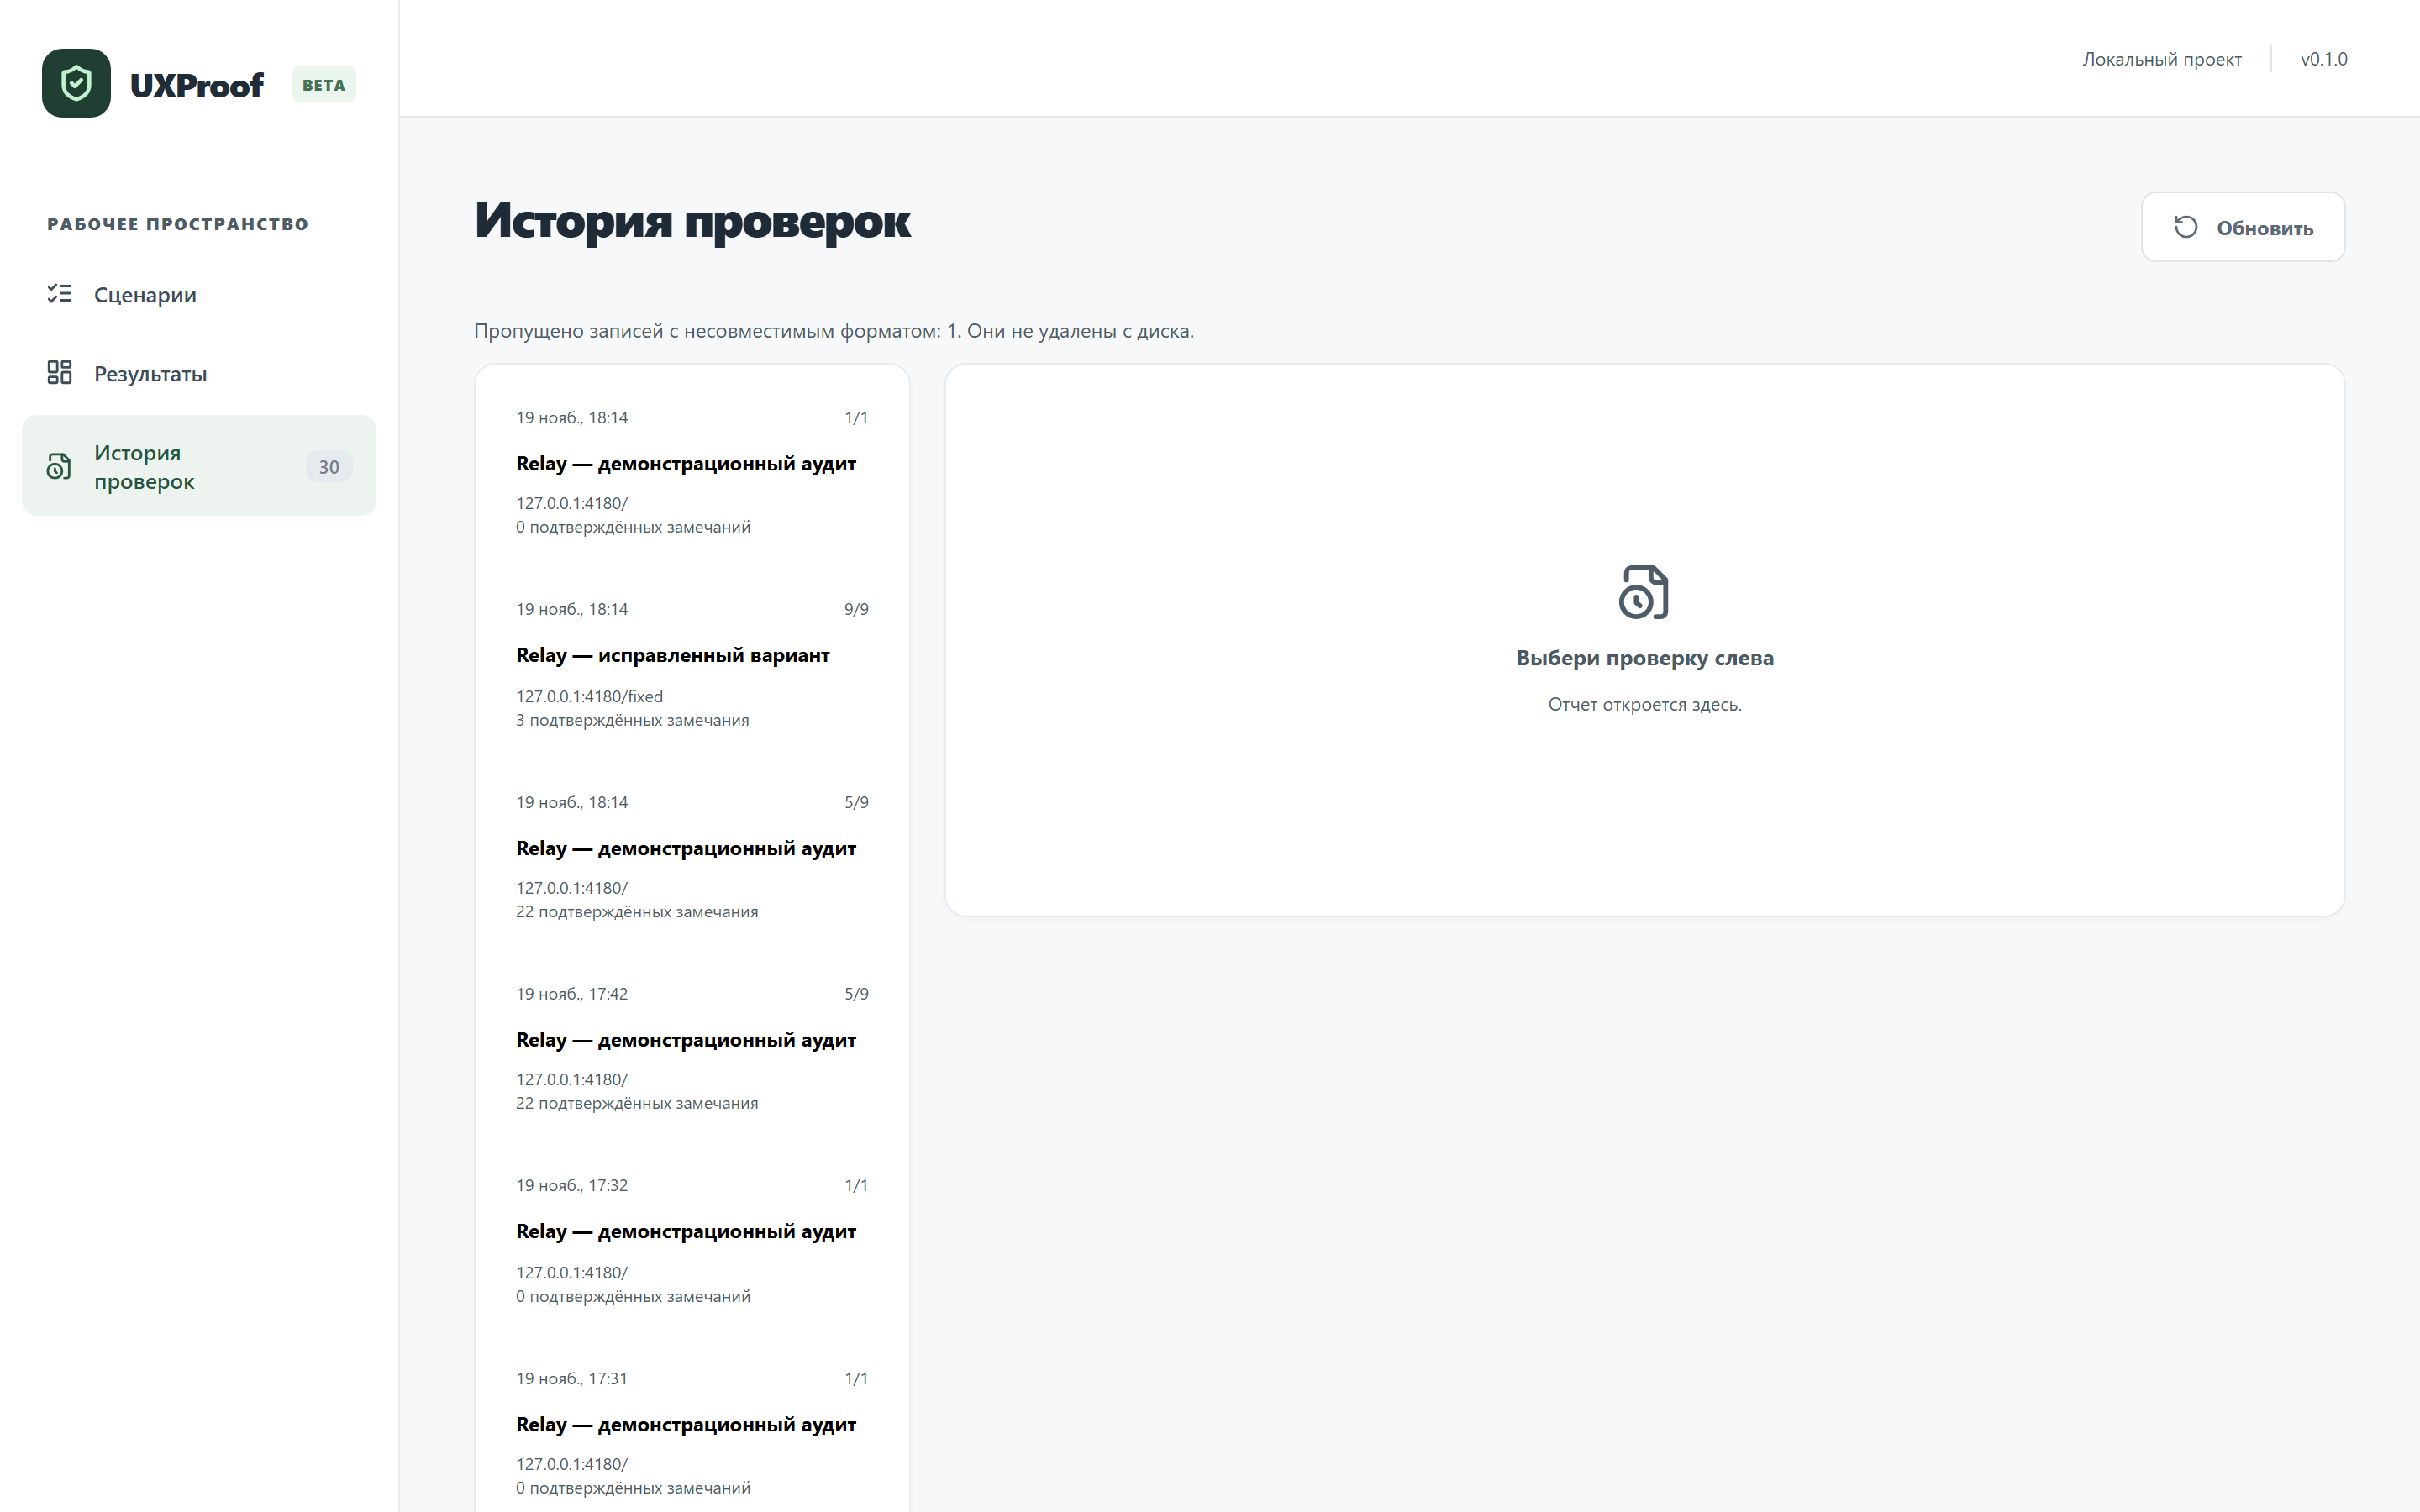 UXProof BETA
РАБОЧЕЕ ПРОСТРАНСТВО
Сценарии
Результаты
История
проверок
30
Локальный проект
v0.1.0
История проверок
Обновить
Пропущено записей с несовместимым форматом: 1. Они не удалены с диска.
19 нояб., 18:14 1/1
Relay — демонстрационный аудит
127.0.0.1:4180/
0 подтверждённых замечаний
19 нояб., 18:14 9/9
Relay — исправленный вариант
127.0.0.1:4180/fixed
3 подтверждённых замечания
19 нояб., 18:14 5/9
Relay — демонстрационный аудит
127.0.0.1:4180/
22 подтверждённых замечания
19 нояб., 17:42 5/9
Relay — демонстрационный аудит
127.0.0.1:4180/
22 подтверждённых замечания
19 нояб., 17:32 1/1
Relay — демонстрационный аудит
127.0.0.1:4180/
0 подтверждённых замечаний
19 нояб., 17:31 1/1
Relay — демонстрационный аудит
127.0.0.1:4180/
0 подтверждённых замечаний
Выбери проверку слева
Отчет откроется здесь.